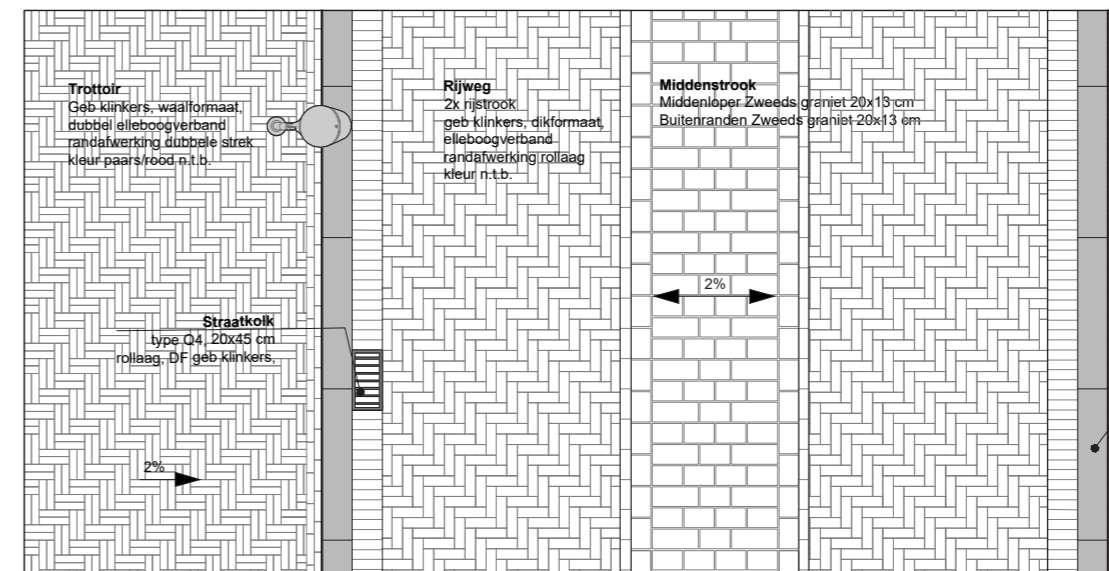 Trottoir
Geb klinkers, waalformaat,
dubbel elleboogverband
randafwerking dubbele strek
kleur paars/rood n.t.b.
Rijweg
2x rijstrook
geb klinkers, dikformaat,
elleboogverband
randafwerking rollaag
kleur n.t.b.
Middenstrook
Middenloper Zweeds graniet 20x13 cm
Buitenranden Zweeds graniet 20x13 cm
2%
Straatkolk
type Q4, 20x45 cm
rollaag, DF geb klinkers,
2%